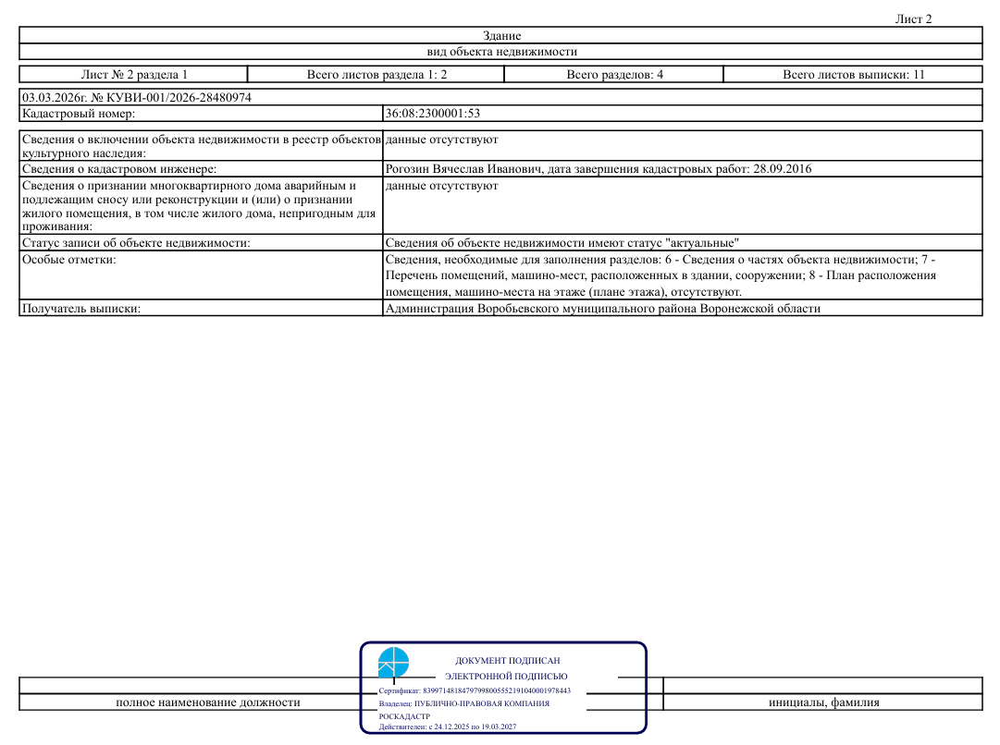 Лист 2
Здание
вид объекта недвижимости
Лист № 2 раздела 1
Всего листов раздела 1: 2
Всего разделов: 4
Всего листов выписки: 11
03.03.2026г. № КУВИ-001/2026-28480974
Кадастровый номер:
36:08:2300001:53
Сведения о включении объекта недвижимости в реестр объектов
культурного наследия:
данные отсутствуют
Сведения о кадастровом инженере:
Рогозин Вячеслав Иванович, дата завершения кадастровых работ: 28.09.2016
Сведения о признании многоквартирного дома аварийным и
подлежащим сносу или реконструкции и (или) о признании
жилого помещения, в том числе жилого дома, непригодным для
проживания:
данные отсутствуют
Статус записи об объекте недвижимости:
Сведения об объекте недвижимости имеют статус "актуальные"
Особые отметки:
Сведения, необходимые для заполнения разделов: 6 - Сведения о частях объекта недвижимости; 7 -
Перечень помещений, машино-мест, расположенных в здании, сооружении; 8 - План расположения
помещения, машино-места на этаже (плане этажа), отсутствуют.
Получатель выписки:
Администрация Воробьевского муниципального района Воронежской области
ДОКУМЕНТ ПОДПИСАН
ЭЛЕКТРОННОЙ ПОДПИСЬЮ
Сертификат: 83997148184797998005552191040001978443
Владелец: ПУБЛИЧНО-ПРАВОВАЯ КОМПАНИЯ
РОСКАДАСТР
Действителен: с 24.12.2025 по 19.03.2027
полное наименование должности
инициалы, фамилия